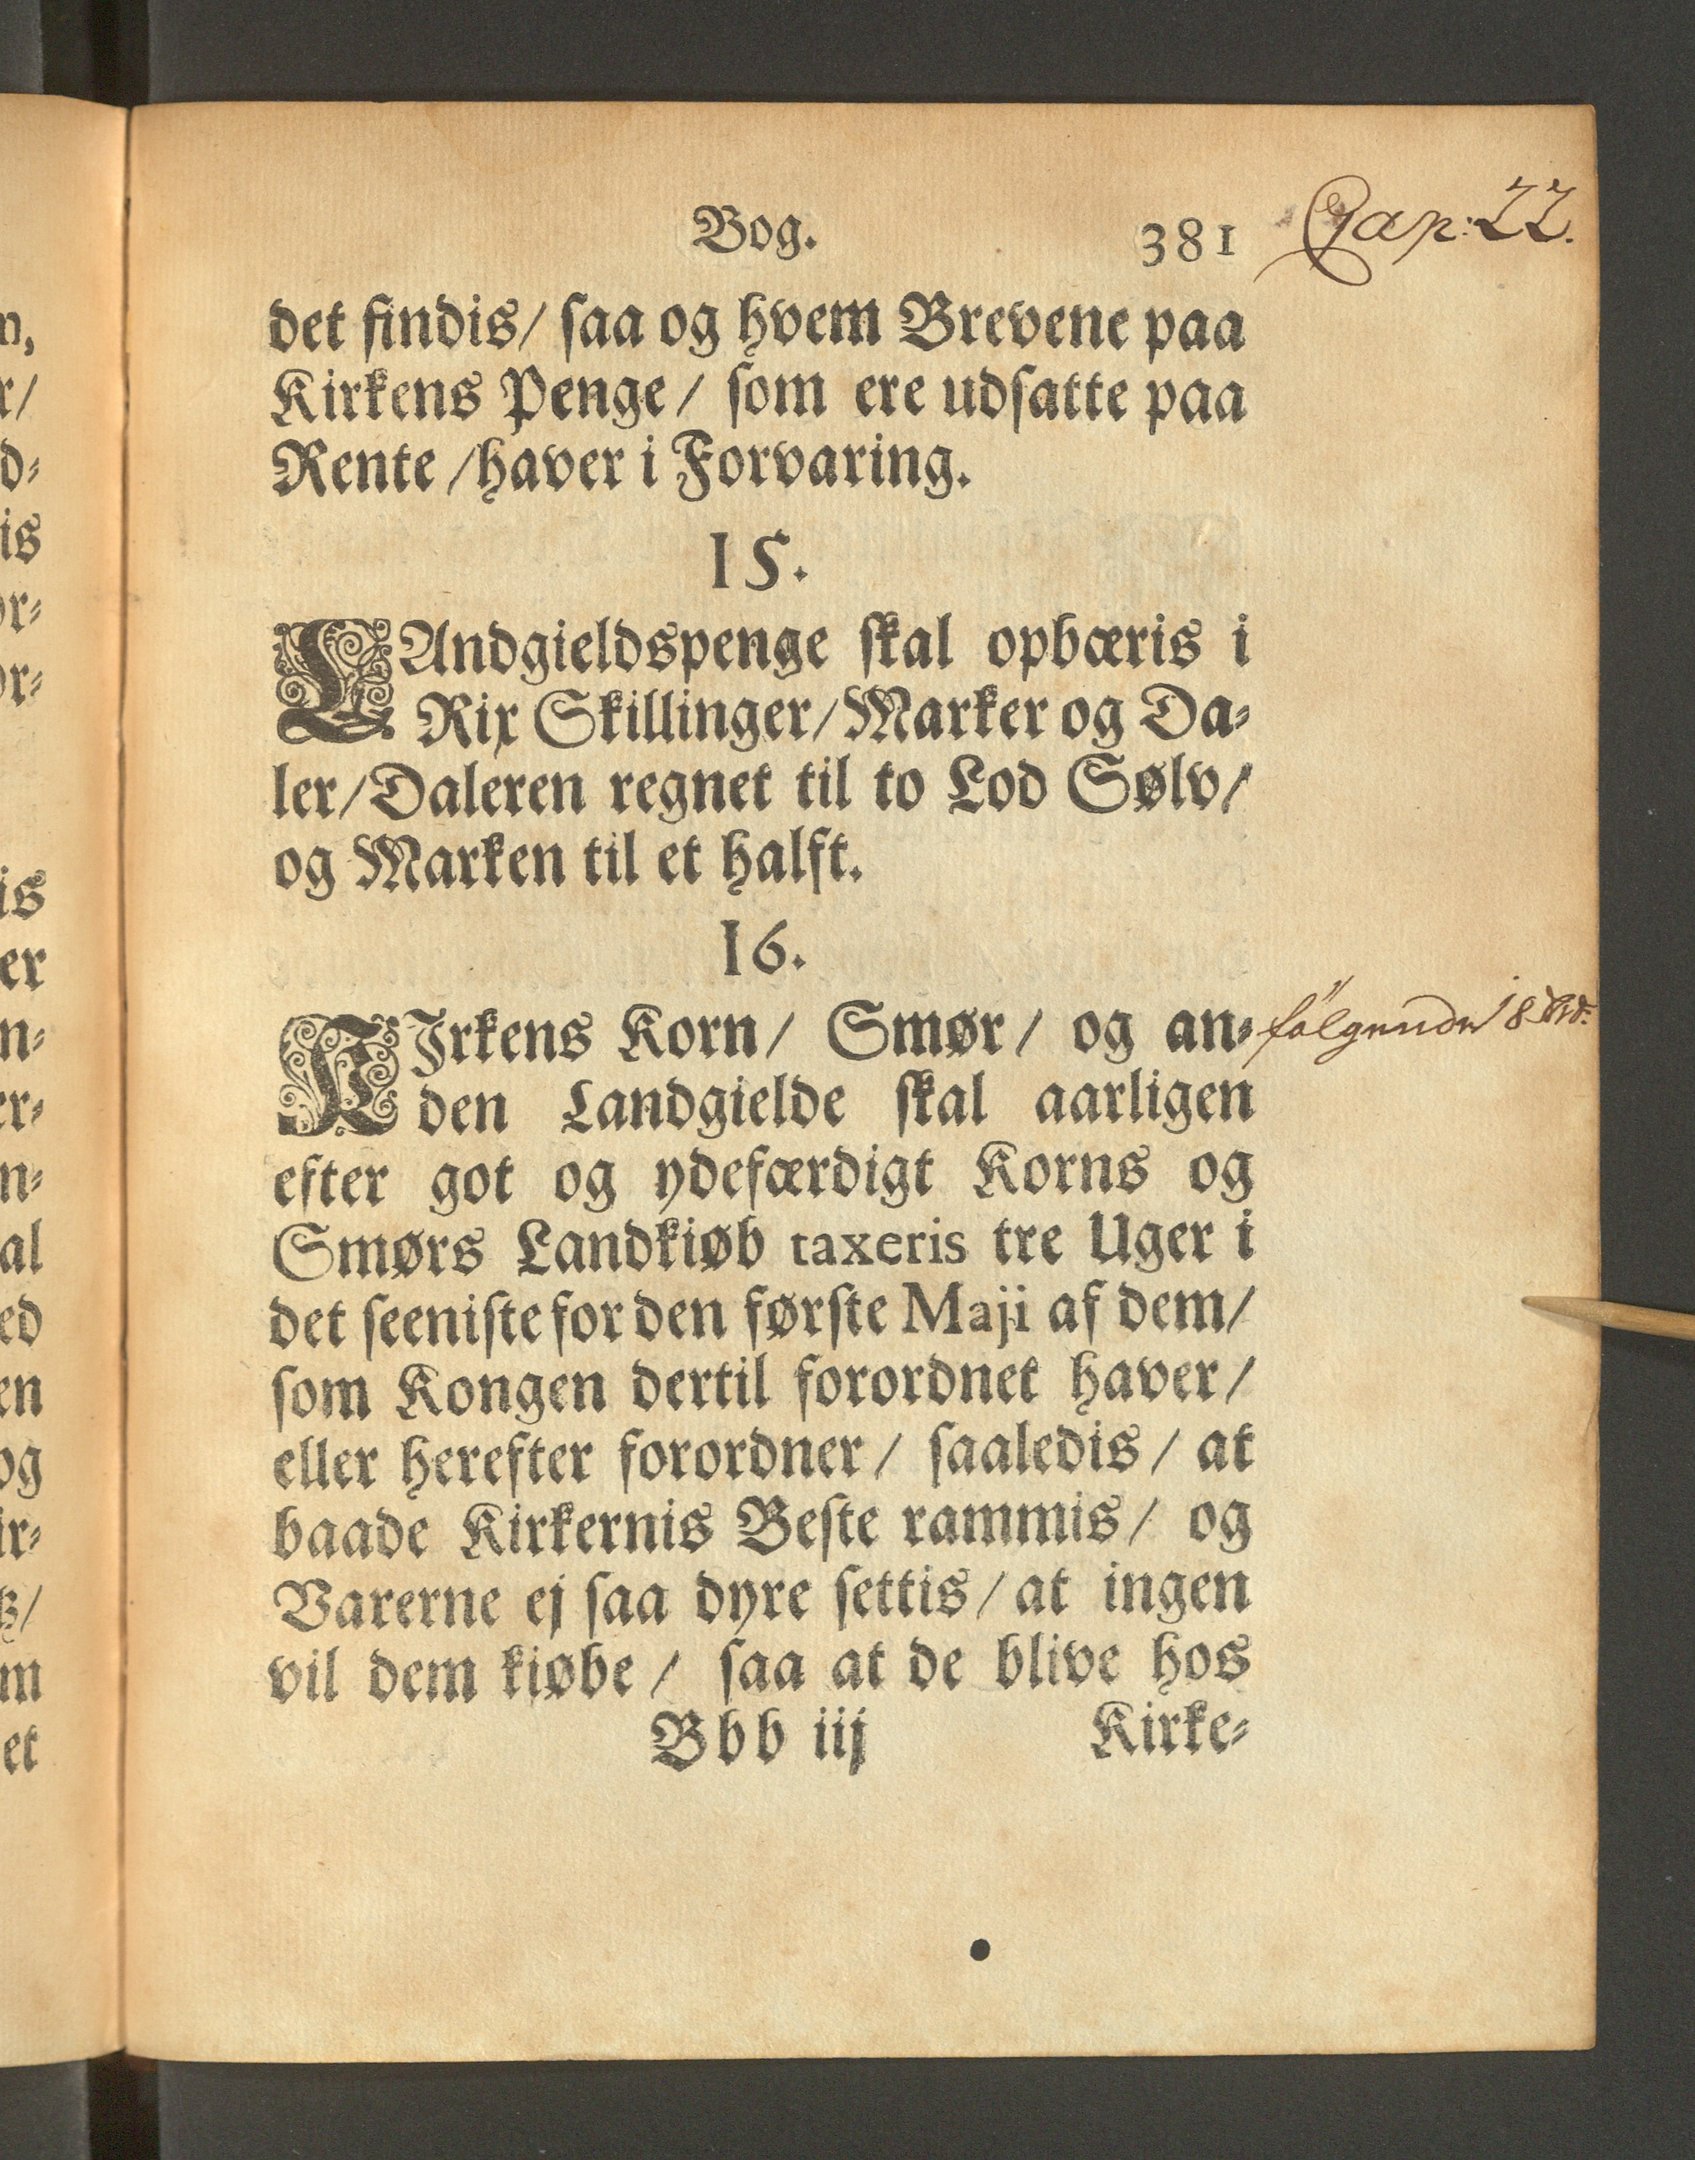 Bog. 381 Cap: 22.
det findis/ saa og hvem Brevene paa
Kirkens Penge/ som ere udsatte paa
Rente/haver i Forvaring.
15.
LAndgieldspenge skal opbæris i
Rix Skillinger/Marker og Da-
ler/Daleren regnet til to Lod Sølv/
og Marken til et halft.
16.
KIrkens Korn/ Smør/ og an- følgende 18
den Landgielde skal aarligen
efter got og ydefærdigt Korns og
Smørs Landkiøb taxeris tre Uger i
det seeniste for den første Maji af dem/
som Kongen dertil forordnet haver/
eller herefter forordner/ saaledis/ at
baade Kirkernis Beste rammis/ og
Varerne ej saa dyre settis/ at ingen
vil dem kiøbe/ saa at de blive hos
Bbb iij Kirke-